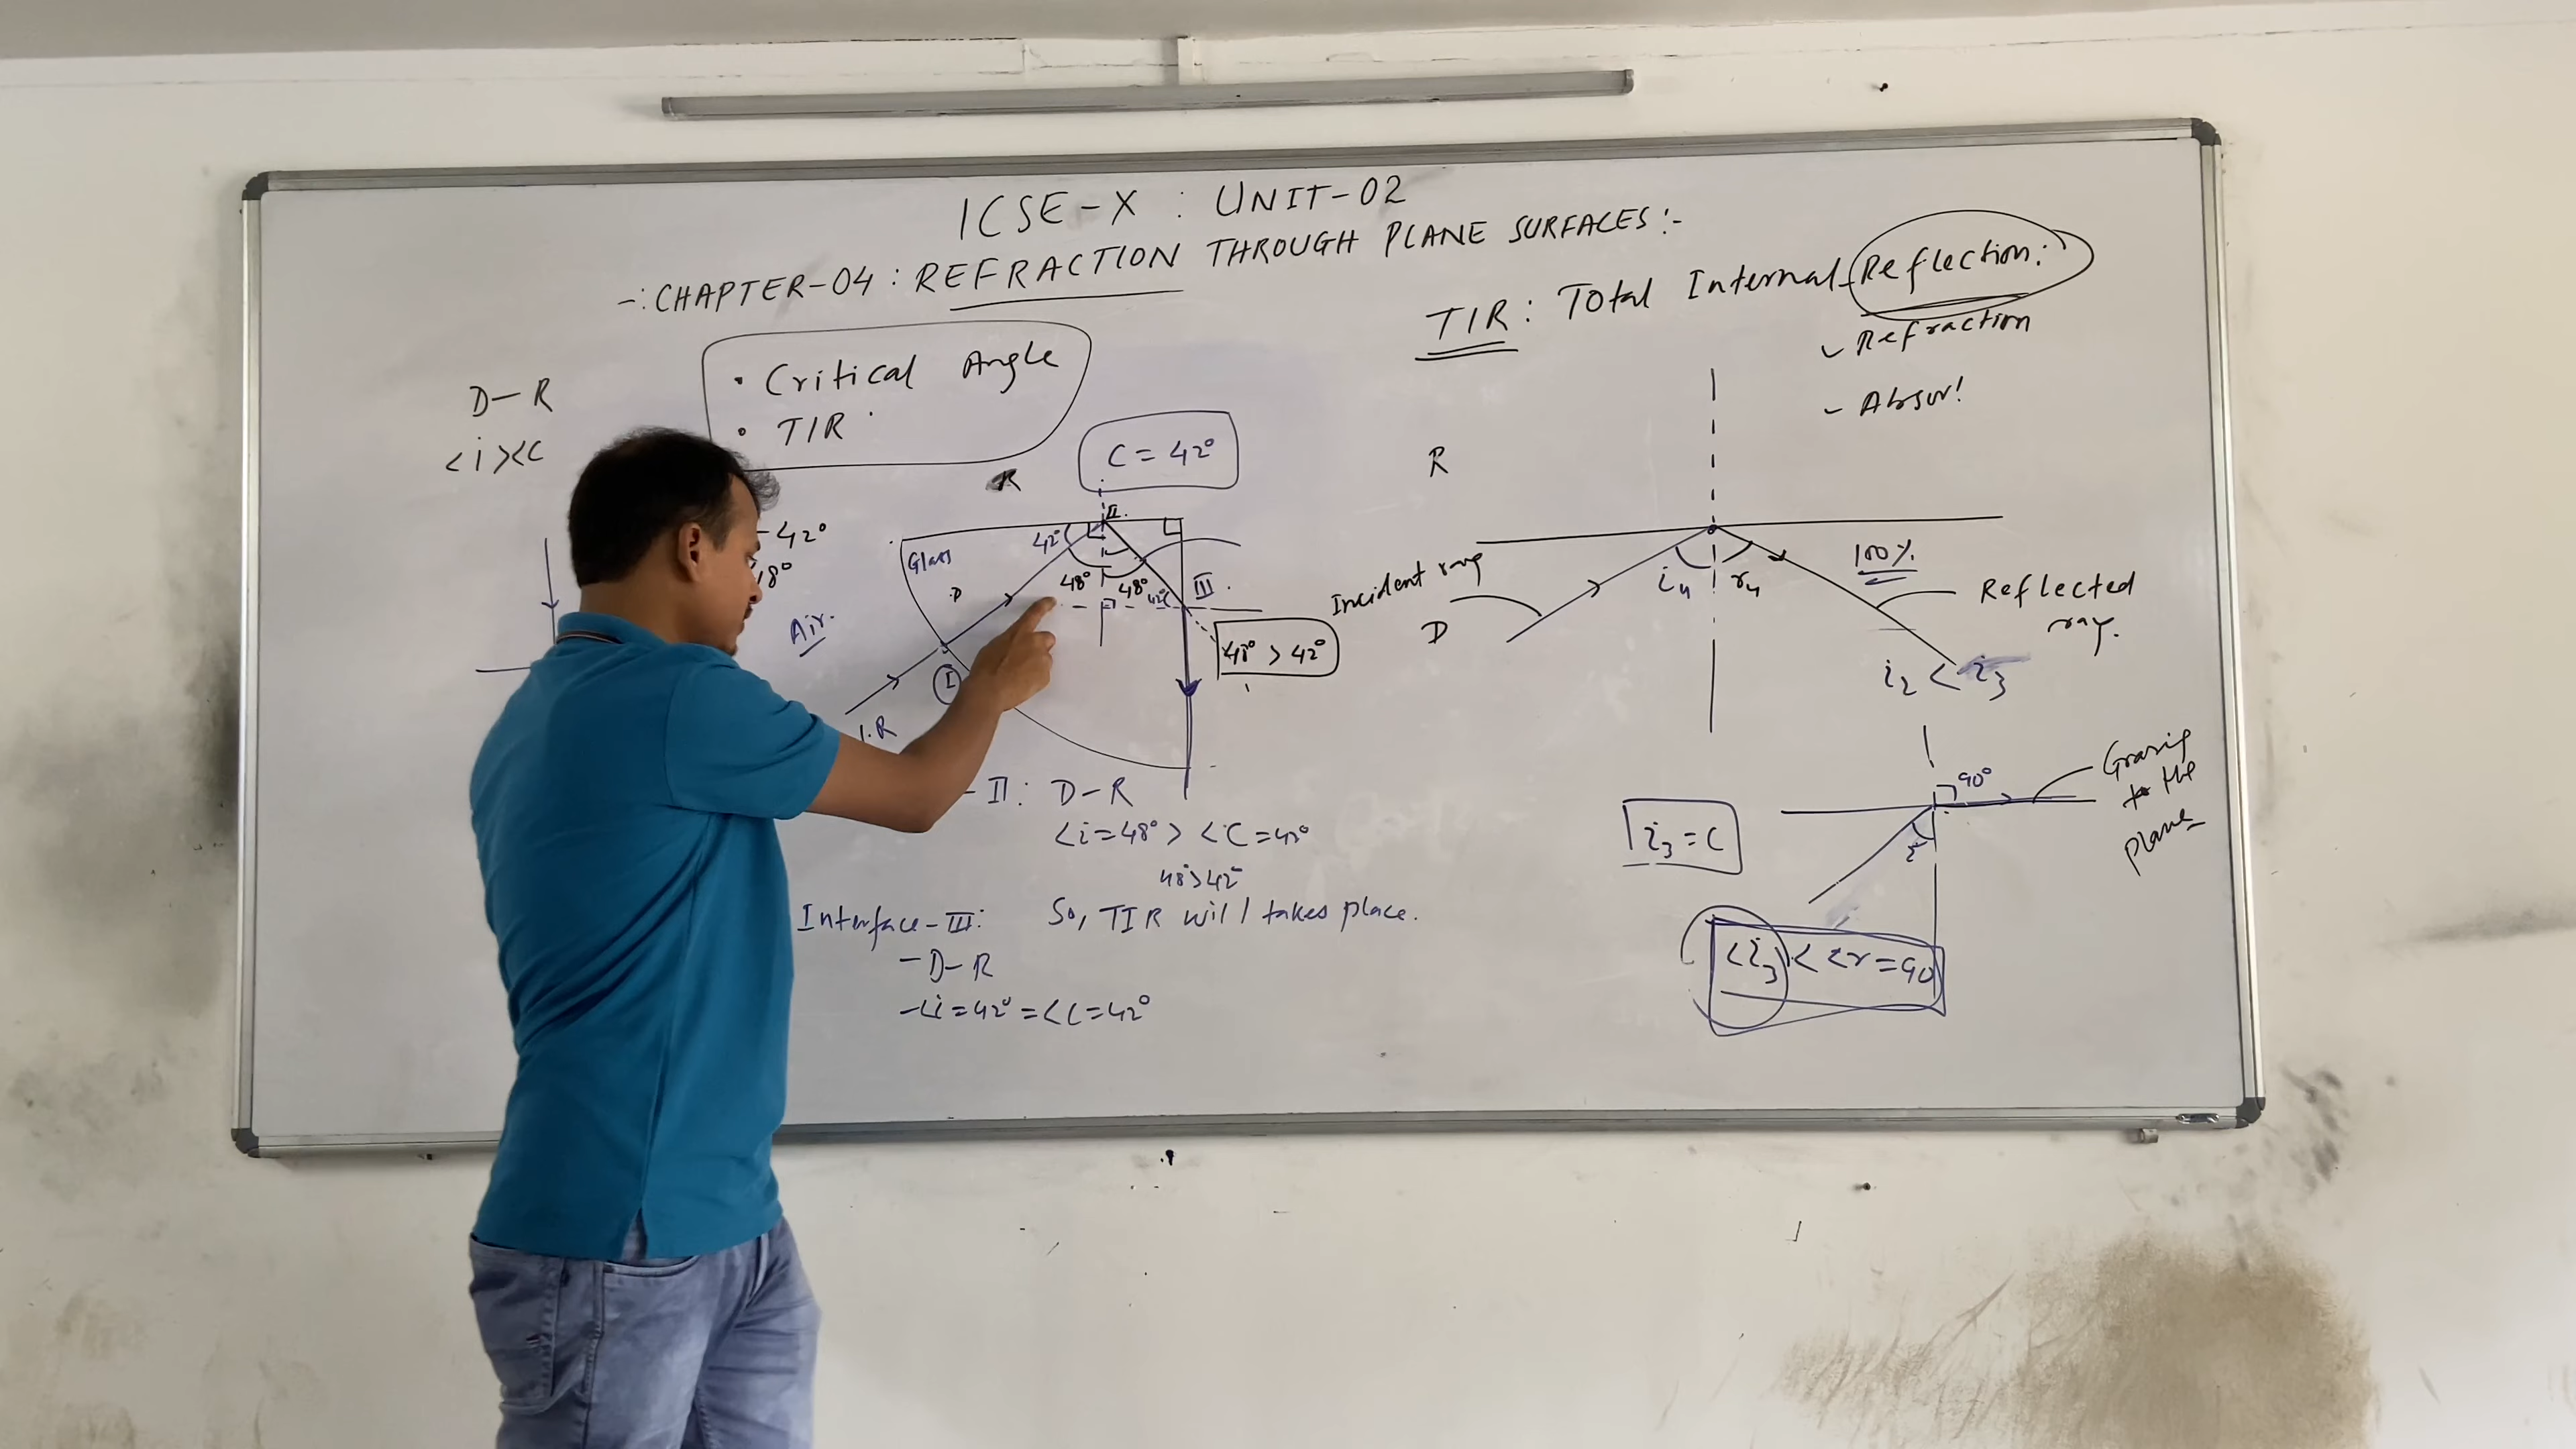 ICSE-X : UNIT-02
-:CHAPTER-04: REFRACTION THROUGH PLANE SURFACES:-
D-R
<i><C
• Critical Angle
• TIR
C = 42°
R
- 42°
18°
Air.
Glass
D
II
42°
48°
48°
42°
III
I
I.R
48° > 42°
-II: D-R
<i=48° > <C=42°
48>42
So, TIR will takes place.
Interface-III:
-D-R
-<i=42°=<C=42°
TIR: Total Internal Reflection:
Refraction
- Absor!
R
Incident ray
D
i4 r4
100%
Reflected
ray.
i2 < i3
90°
Grazing
to the
plane
i3=C
<i3 < <r=90